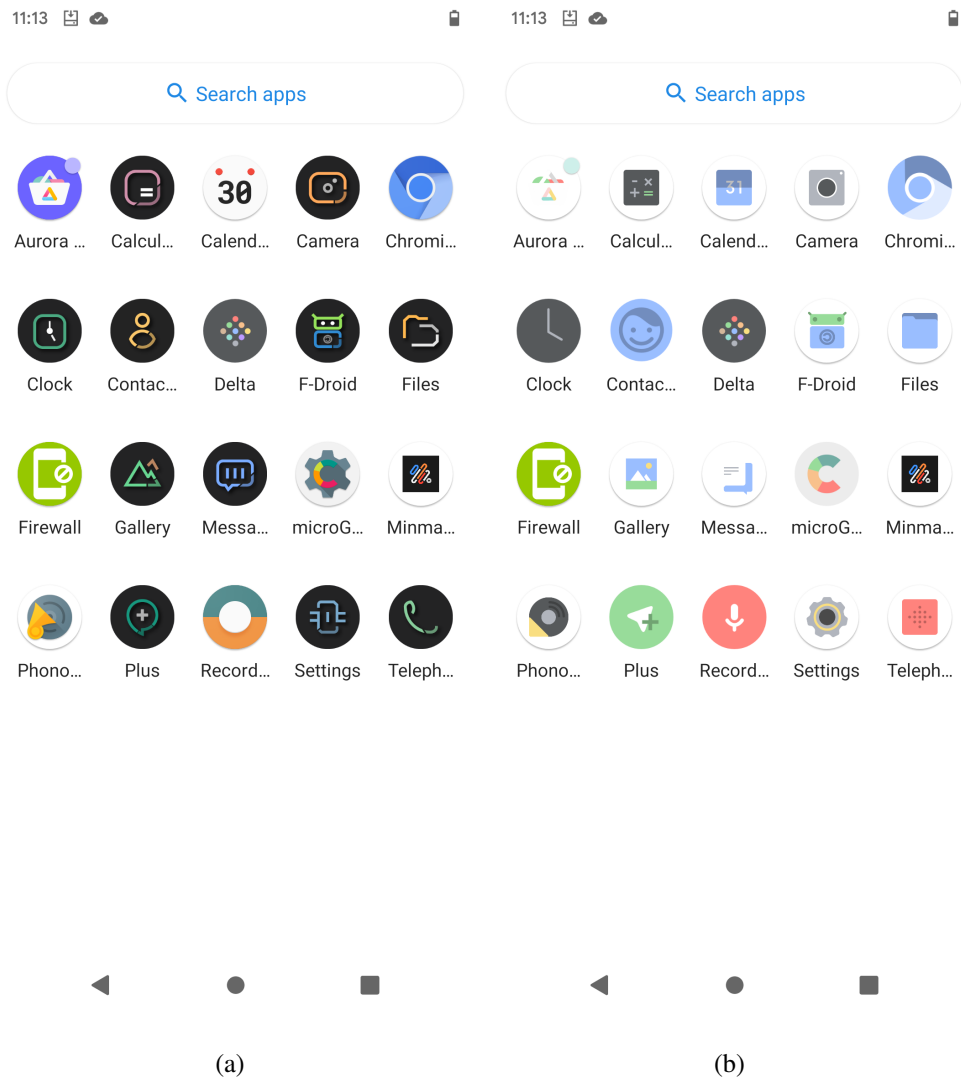 11:13 11:13
Search apps Search apps
30 31
Aurora ... Calcul... Calend... Camera Chromi... Aurora ... Calcul... Calend... Camera Chromi...
Clock Contac... Delta F-Droid Files Clock Contac... Delta F-Droid Files
Firewall Gallery Messa... microG... Minma... Firewall Gallery Messa... microG... Minma...
Phono... Plus Record... Settings Teleph... Phono... Plus Record... Settings Teleph...
(a) (b)